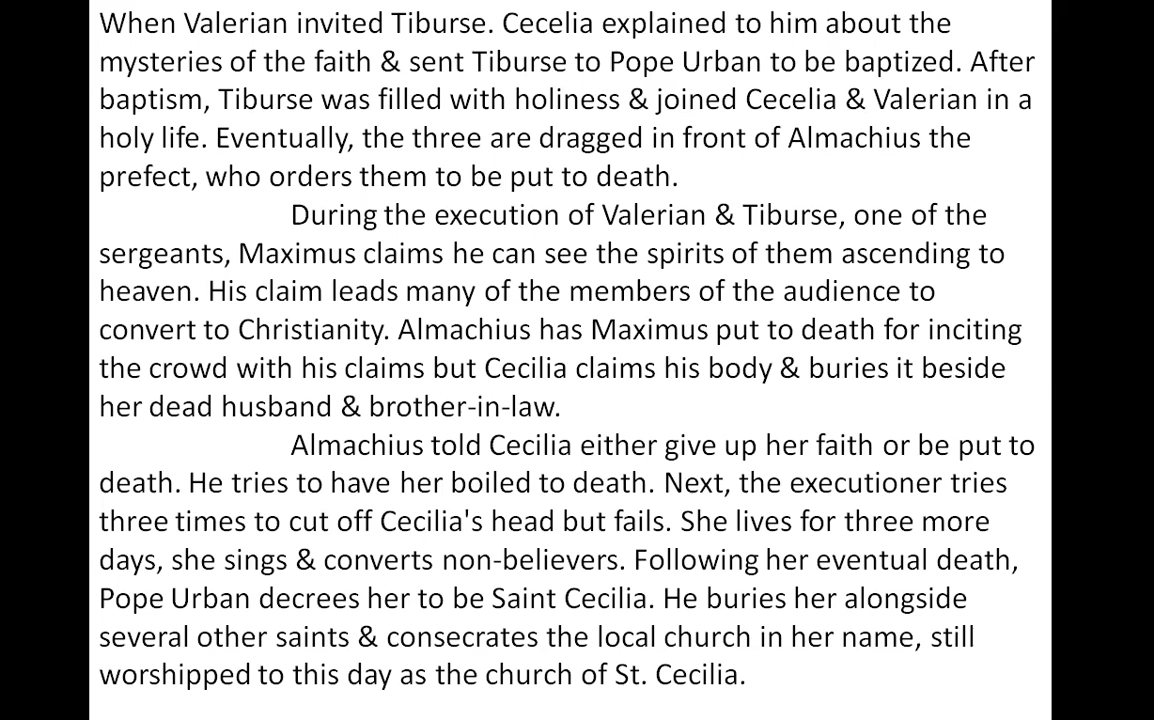 When Valerian invited Tiburse. Cecelia explained to him about the
mysteries of the faith & sent Tiburse to Pope Urban to be baptized. After
baptism, Tiburse was filled with holiness & joined Cecelia & Valerian in a
holy life. Eventually, the three are dragged in front of Almachius the
prefect, who orders them to be put to death.
During the execution of Valerian & Tiburse, one of the
sergeants, Maximus claims he can see the spirits of them ascending to
heaven. His claim leads many of the members of the audience to
convert to Christianity. Almachius has Maximus put to death for inciting
the crowd with his claims but Cecilia claims his body & buries it beside
her dead husband & brother-in-law.
Almachius told Cecilia either give up her faith or be put to
death. He tries to have her boiled to death. Next, the executioner tries
three times to cut off Cecilia's head but fails. She lives for three more
days, she sings & converts non-believers. Following her eventual death,
Pope Urban decrees her to be Saint Cecilia. He buries her alongside
several other saints & consecrates the local church in her name, still
worshipped to this day as the church of St. Cecilia.